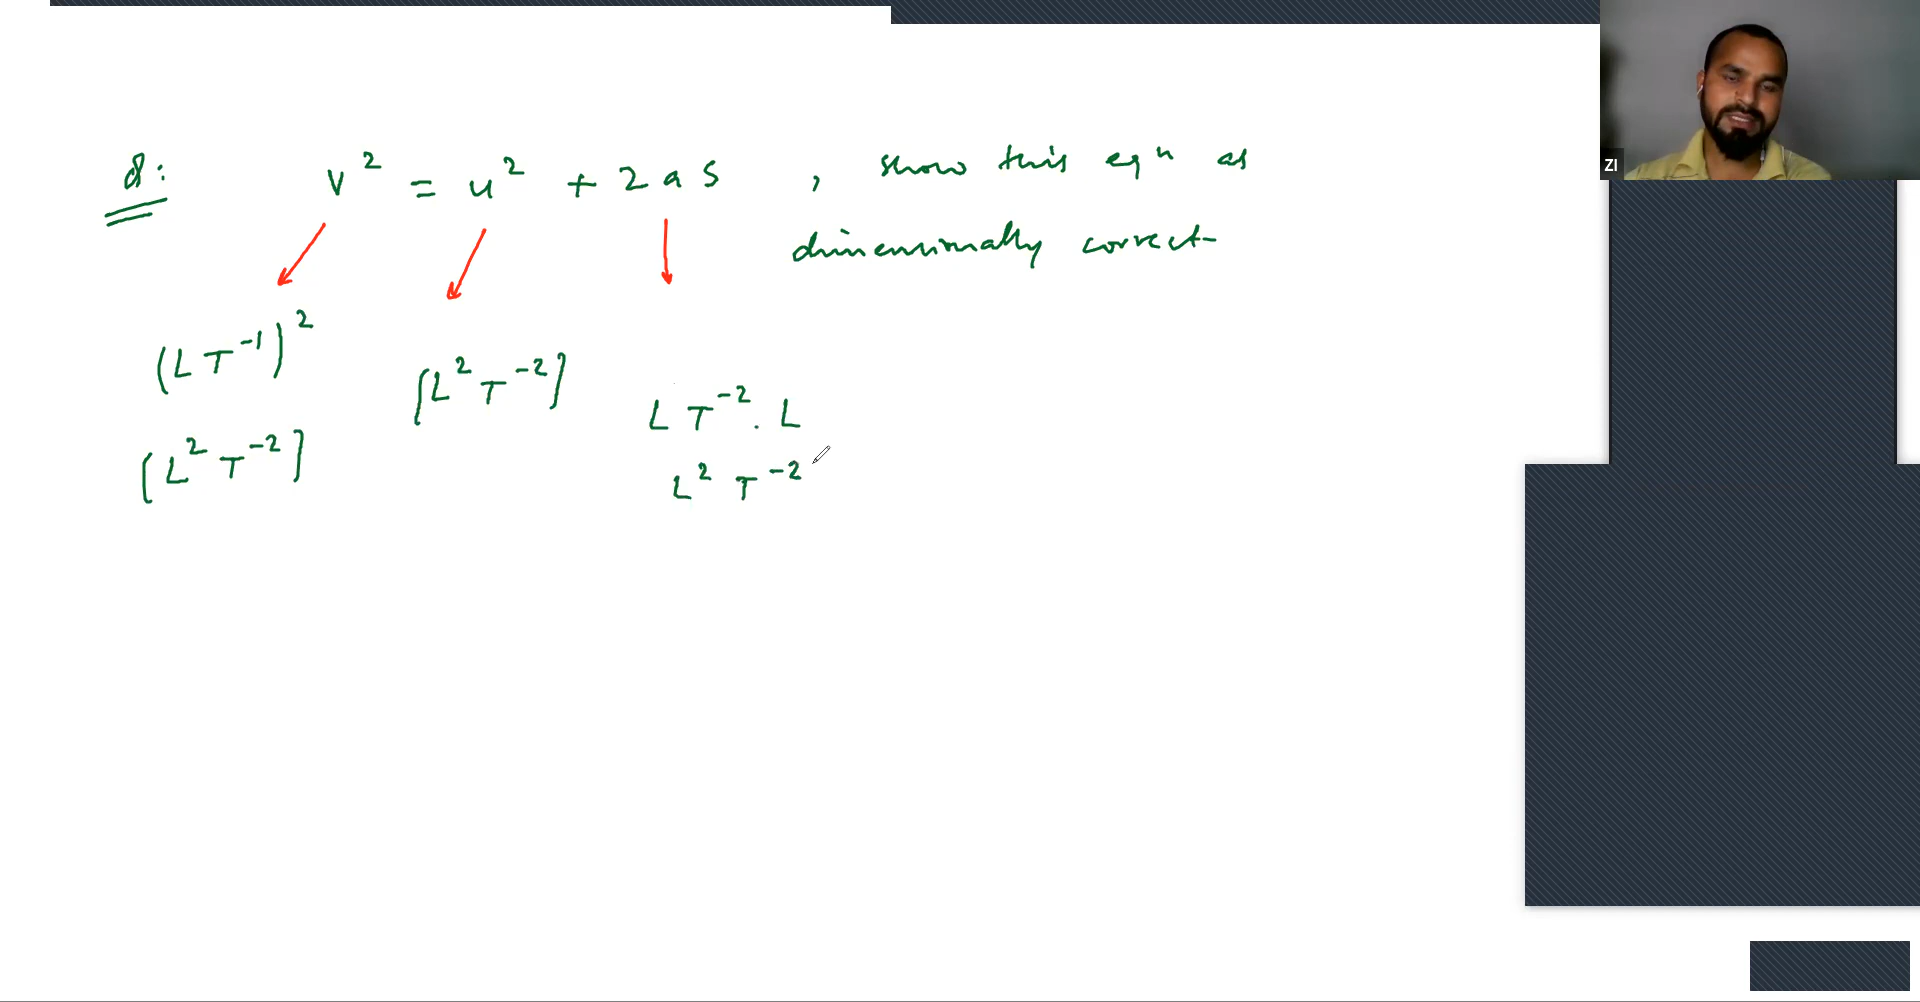 Q: v² = u² + 2as , show this eqⁿ as
dimensionally correct
(LT⁻¹)²
[L²T⁻²]
[L²T⁻²]
LT⁻².L
L²T⁻²
ZI